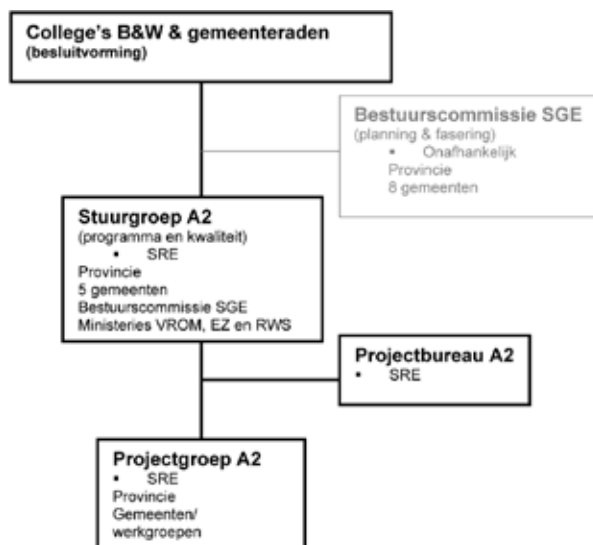 College's B&W & gemeenteraden
(besluitvorming)
Bestuurscommissie SGE
(planning & fasering)
▪ Onafhankelijk
Provincie
8 gemeenten
Stuurgroep A2
(programma en kwaliteit)
▪ SRE
Provincie
5 gemeenten
Bestuurscommissie SGE
Ministeries VROM, EZ en RWS
Projectbureau A2
▪ SRE
Projectgroep A2
▪ SRE
Provincie
Gemeenten/
werkgroepen